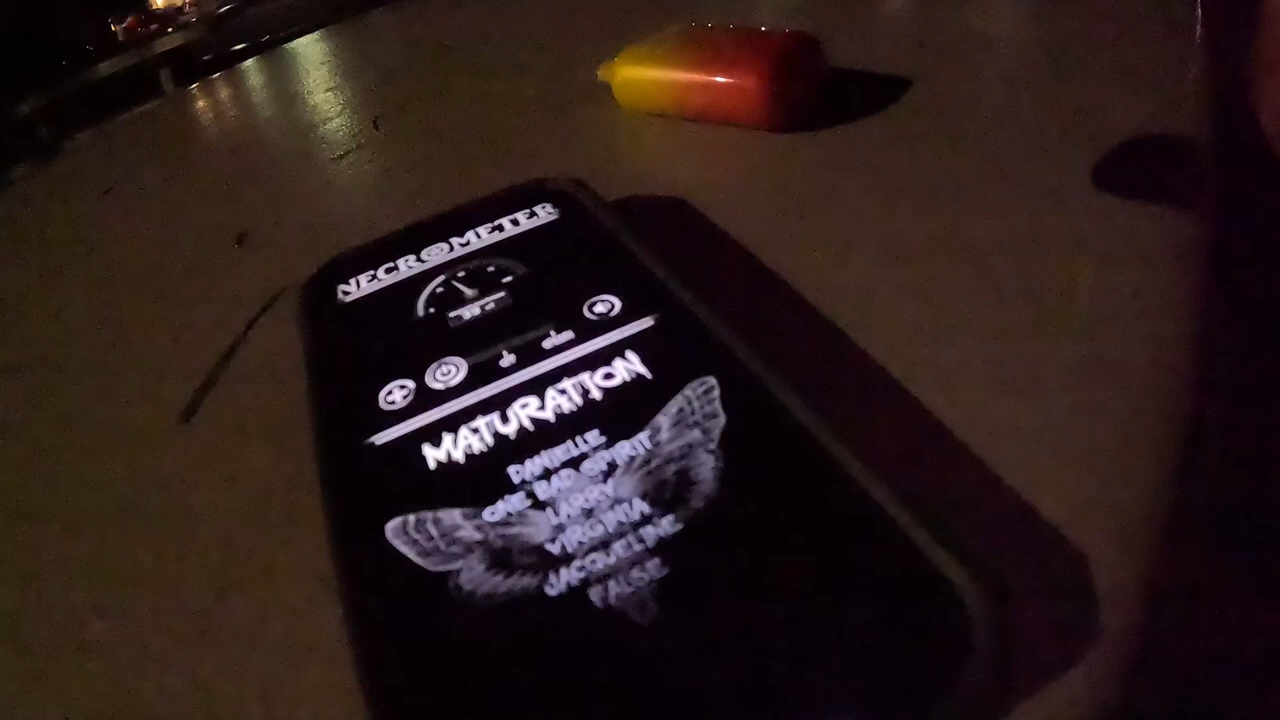 NECROMETER
MATURATION
DANIELLE
ONE BAD SPIRIT
LARRY
VIRGINIA
JACQUELINE
FALSE